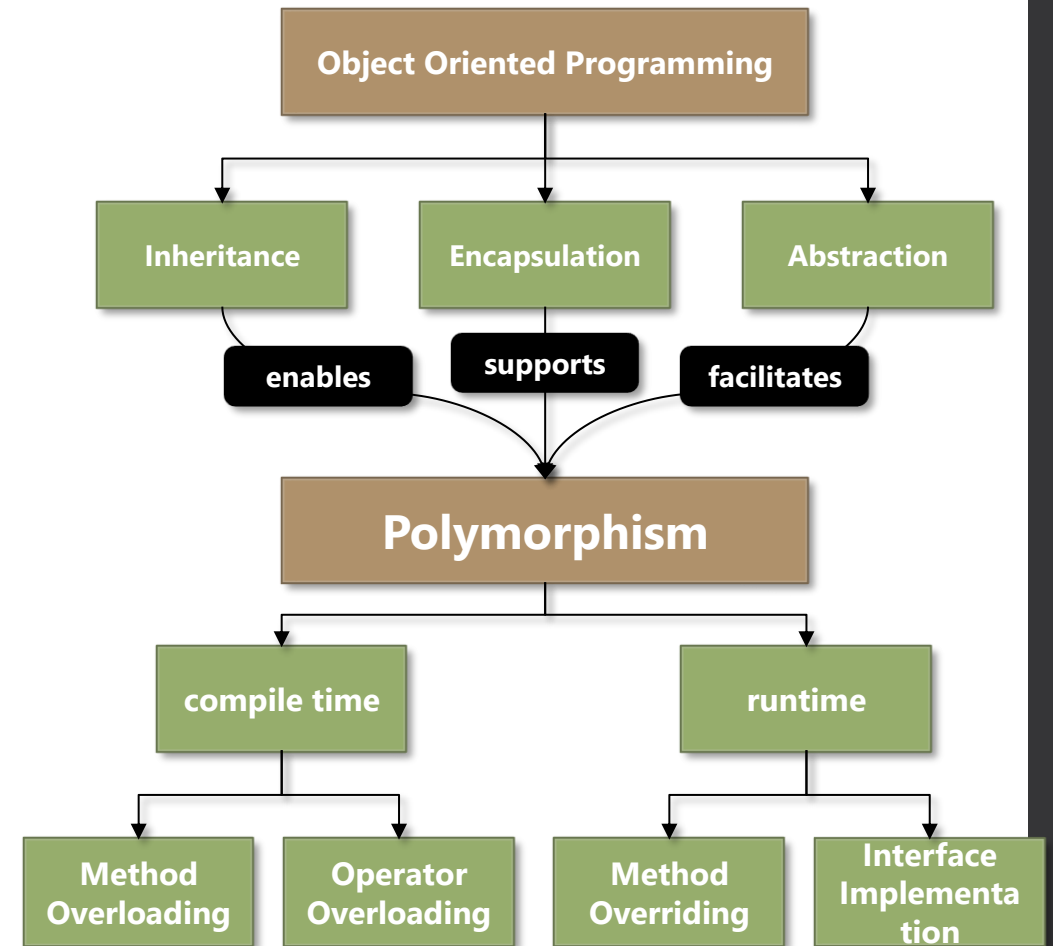 Object Oriented Programming
Inheritance
Encapsulation
Abstraction
enables
supports
facilitates
Polymorphism
compile time
runtime
Method
Overloading
Operator
Overloading
Method
Overriding
Interface
Implementa
tion